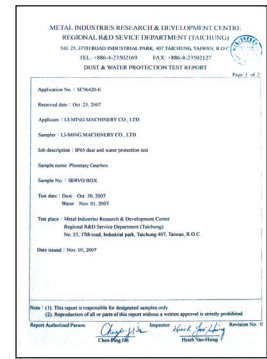 METAL INDUSTRIES RESEARCH & DEVELOPMENT CENTRE
REGIONAL R&D SEVICE DEPARTMENT (TAICHUNG)
NO 25, 37TH ROAD INDUSTRIAL PARK, 407 TAICHUNG, TAIWAN, R O C
TEL: +886-4-23502169 FAX: +886-4-23502127
DUST & WATER PROTECTION TEST REPORT
Page 1 of 2
Application No. : SC96420-E
Received date : Oct. 25, 2007
Applicant : LI-MING MACHINERY CO., LTD
Sampler : LI-MING MACHINERY CO., LTD
Job description : IP65 dust and water protection test
Sample name: Planetary Gearbox
Sample No. : SERVO BOX
Test date : Dust - Oct. 30, 2007
Water - Nov. 01, 2007
Test place : Metal Industries Research & Development Center
Regional R&D Service Department (Taichung)
No. 25, 37th road, Industrial park, Taichung 407, Taiwan, R.O.C.
Date issued : Nov. 05, 2007
Note : (1). This report is responsible for designated samples only.
(2). Reproduction of all or parts of this report without a written approval is strictly prohibited.
Report Authorized Person: Inspector Revision No. 0
Chen-Ping Hs Hsueh Yao-Hsing